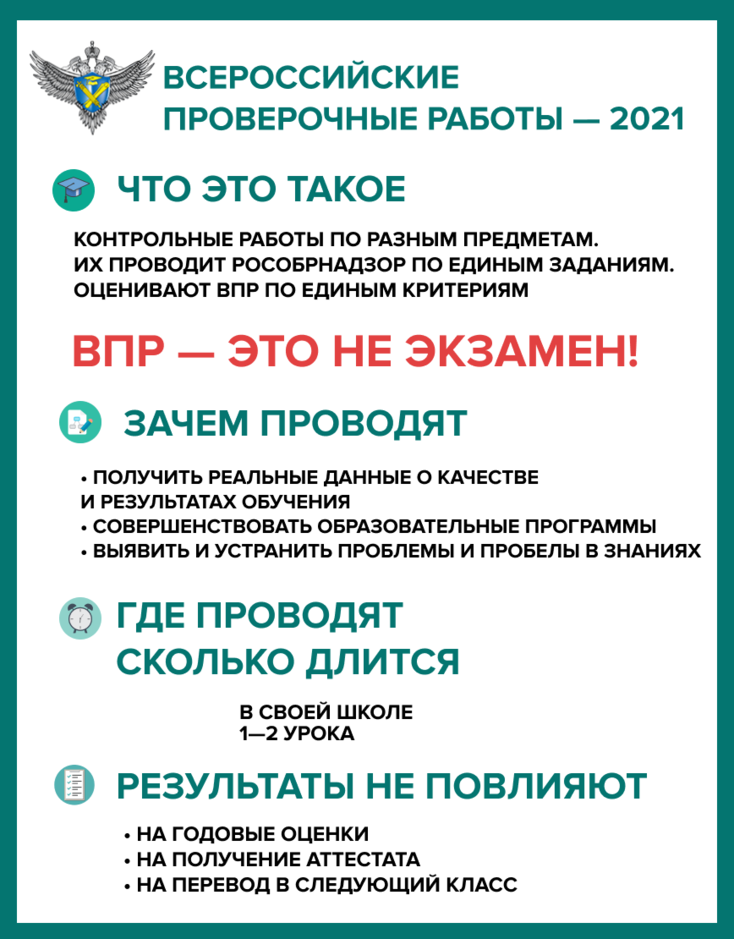 ВСЕРОССИЙСКИЕ
ПРОВЕРОЧНЫЕ РАБОТЫ — 2021
ЧТО ЭТО ТАКОЕ
КОНТРОЛЬНЫЕ РАБОТЫ ПО РАЗНЫМ ПРЕДМЕТАМ.
ИХ ПРОВОДИТ РОСОБРНАДЗОР ПО ЕДИНЫМ ЗАДАНИЯМ.
ОЦЕНИВАЮТ ВПР ПО ЕДИНЫМ КРИТЕРИЯМ
ВПР — ЭТО НЕ ЭКЗАМЕН!
ЗАЧЕМ ПРОВОДЯТ
• ПОЛУЧИТЬ РЕАЛЬНЫЕ ДАННЫЕ О КАЧЕСТВЕ
И РЕЗУЛЬТАТАХ ОБУЧЕНИЯ
• СОВЕРШЕНСТВОВАТЬ ОБРАЗОВАТЕЛЬНЫЕ ПРОГРАММЫ
• ВЫЯВИТЬ И УСТРАНИТЬ ПРОБЛЕМЫ И ПРОБЕЛЫ В ЗНАНИЯХ
ГДЕ ПРОВОДЯТ
СКОЛЬКО ДЛИТСЯ
В СВОЕЙ ШКОЛЕ
1—2 УРОКА
РЕЗУЛЬТАТЫ НЕ ПОВЛИЯЮТ
• НА ГОДОВЫЕ ОЦЕНКИ
• НА ПОЛУЧЕНИЕ АТТЕСТАТА
• НА ПЕРЕВОД В СЛЕДУЮЩИЙ КЛАСС